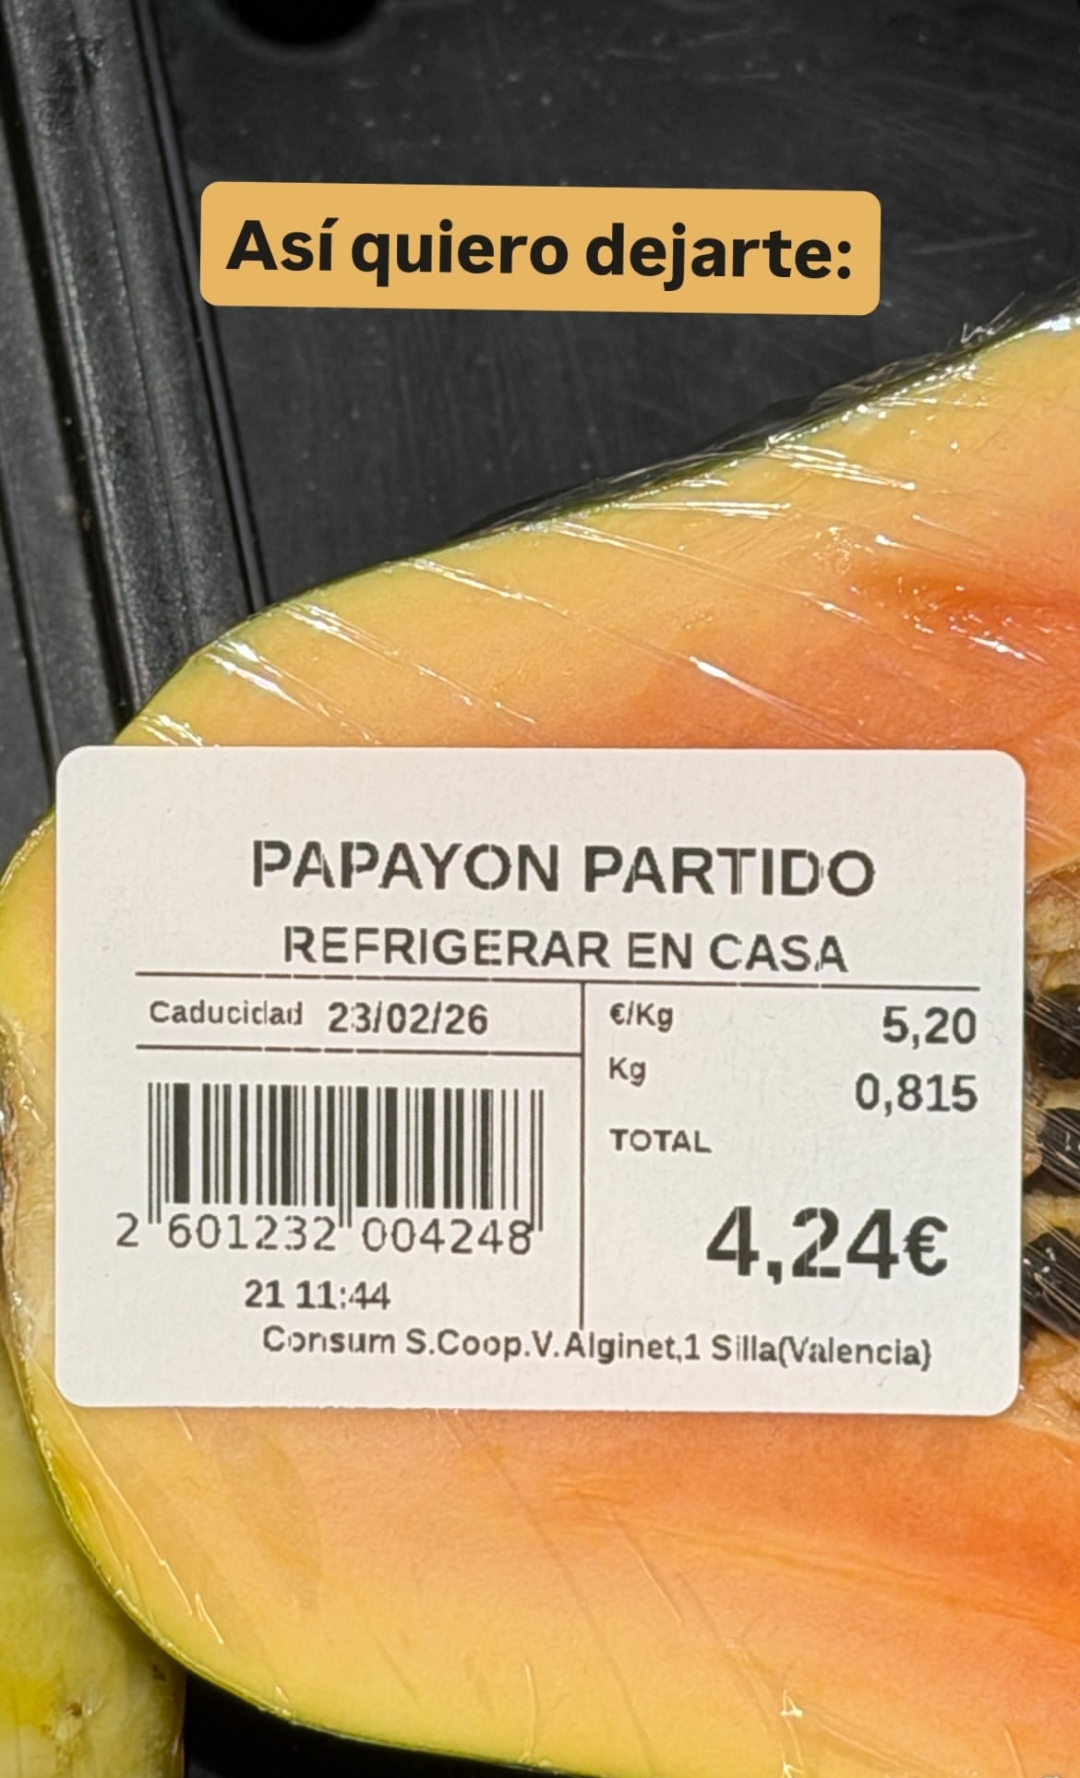 Así quiero dejarte:
PAPAYON PARTIDO
REFRIGERAR EN CASA
Caducidad 23/02/26
€/Kg 5,20
Kg 0,815
TOTAL
4,24€
2 601232 004248
21 11:44
Consum S.Coop.V.Alginet,1 Silla(Valencia)